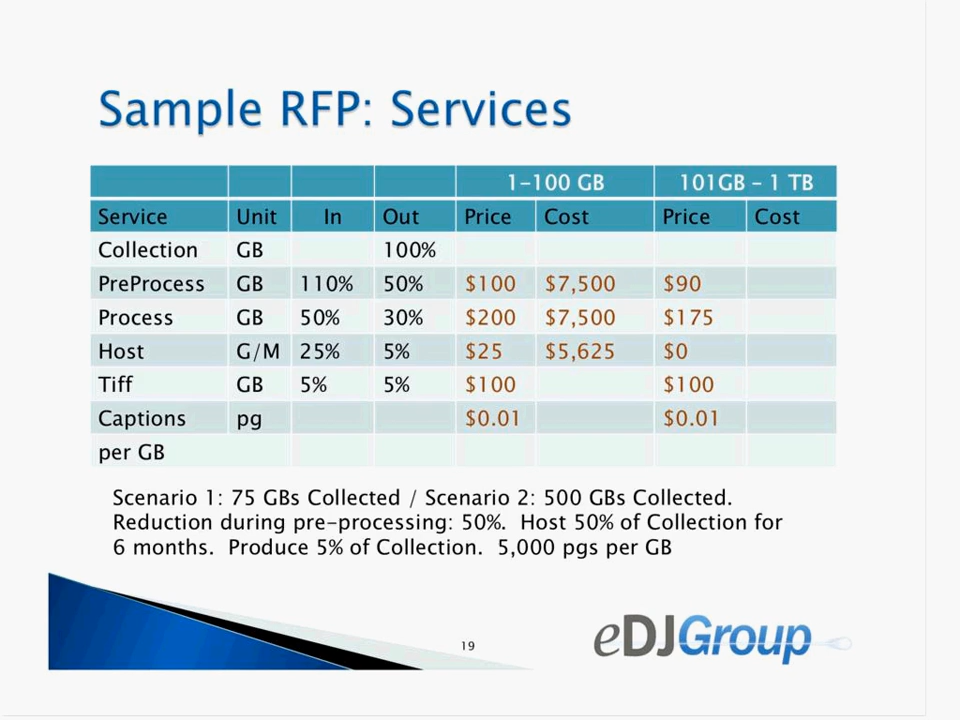 Sample RFP: Services
1-100 GB 101GB – 1 TB
Service Unit In Out Price Cost Price Cost
Collection GB 100%
PreProcess GB 110% 50% $100 $7,500 $90
Process GB 50% 30% $200 $7,500 $175
Host G/M 25% 5% $25 $5,625 $0
Tiff GB 5% 5% $100 $100
Captions pg $0.01 $0.01
per GB
Scenario 1: 75 GBs Collected / Scenario 2: 500 GBs Collected.
Reduction during pre-processing: 50%. Host 50% of Collection for
6 months. Produce 5% of Collection. 5,000 pgs per GB
19
eDJGroup